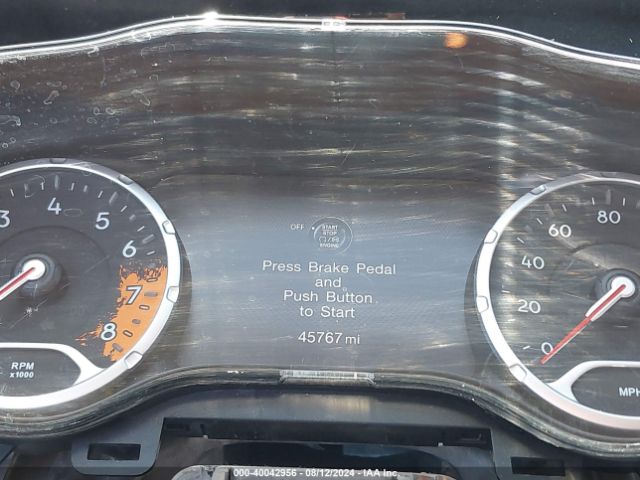 OFF
START
STOP
ENGINE
Press Brake Pedal
and
Push Button
to Start
45767 mi
3 4 5 6 7 8
RPM
x1000
0 20 40 60 80
MPH
000-40042956 - 08/12/2024 - IAA Inc.